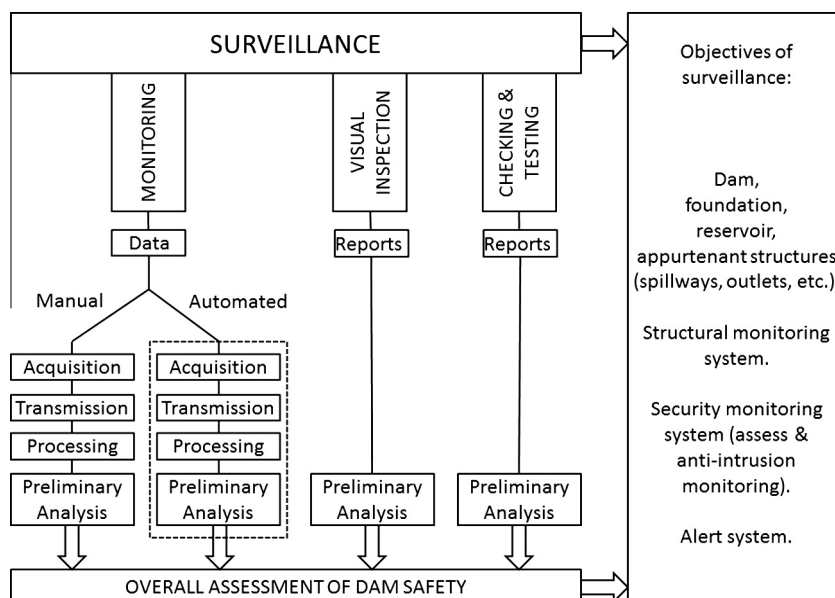 SURVEILLANCE
MONITORING
VISUAL
INSPECTION
CHECKING &
TESTING
Data
Reports
Reports
Manual
Automated
Acquisition
Acquisition
Transmission
Transmission
Processing
Processing
Preliminary
Analysis
Preliminary
Analysis
Preliminary
Analysis
Preliminary
Analysis
OVERALL ASSESSMENT OF DAM SAFETY
Objectives of
surveillance:
Dam,
foundation,
reservoir,
appurtenant structures
(spillways, outlets, etc.)
Structural monitoring
system.
Security monitoring
system (assess &
anti-intrusion
monitoring).
Alert system.